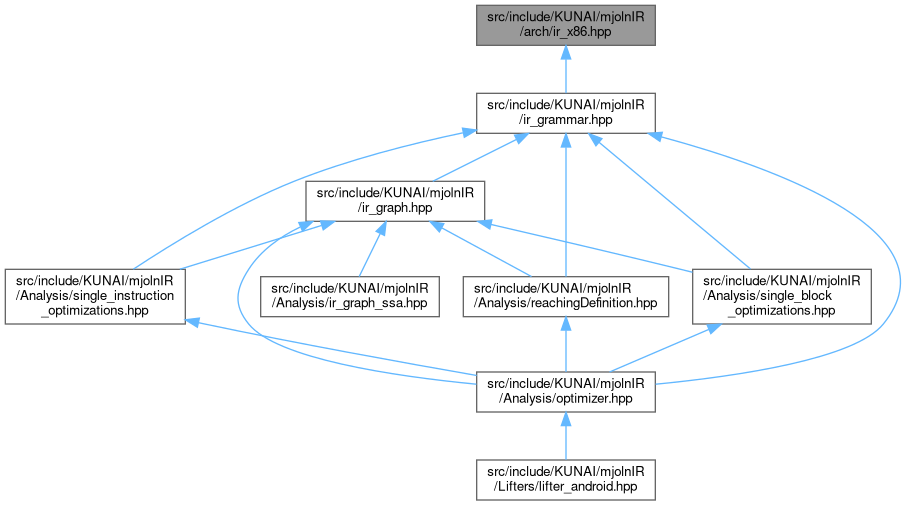 src/include/KUNAI/mjolnIR
/arch/ir_x86.hpp
src/include/KUNAI/mjolnIR
/ir_grammar.hpp
src/include/KUNAI/mjolnIR
/ir_graph.hpp
src/include/KUNAI/mjolnIR
/Analysis/single_instruction
_optimizations.hpp
src/include/KUNAI/mjolnIR
/Analysis/ir_graph_ssa.hpp
src/include/KUNAI/mjolnIR
/Analysis/reachingDefinition.hpp
src/include/KUNAI/mjolnIR
/Analysis/single_block
_optimizations.hpp
src/include/KUNAI/mjolnIR
/Analysis/optimizer.hpp
src/include/KUNAI/mjolnIR
/Lifters/lifter_android.hpp